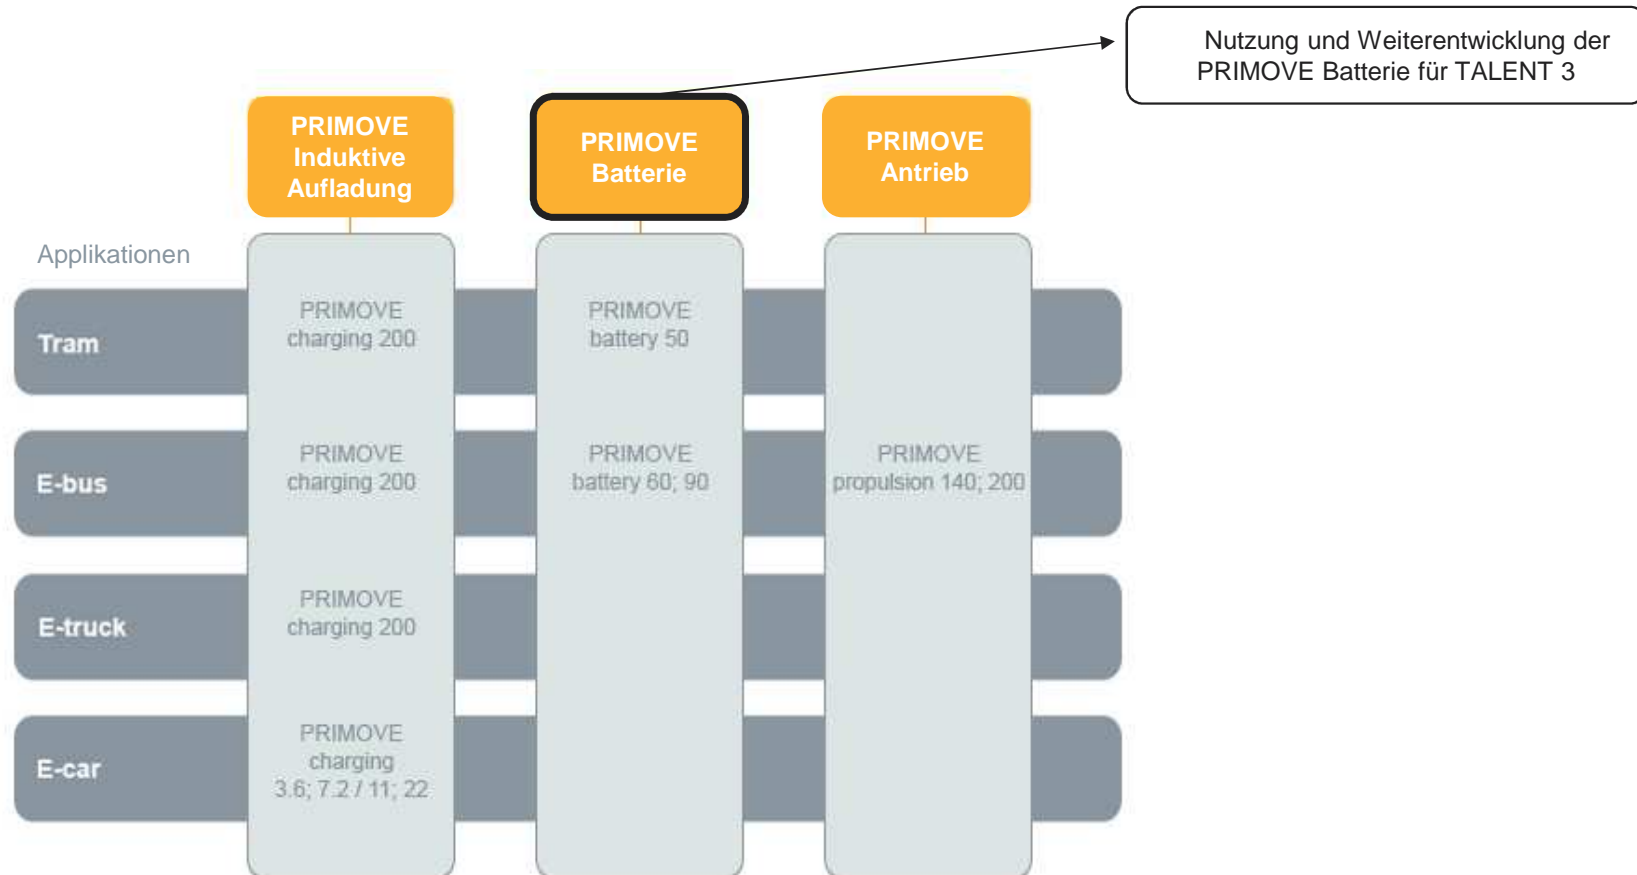 Nutzung und Weiterentwicklung der
PRIMOVE Batterie für TALENT 3
PRIMOVE
Induktive
Aufladung
PRIMOVE
Batterie
PRIMOVE
Antrieb
Applikationen
Tram
PRIMOVE
charging 200
PRIMOVE
battery 50
E-bus
PRIMOVE
charging 200
PRIMOVE
battery 60; 90
PRIMOVE
propulsion 140; 200
E-truck
PRIMOVE
charging 200
E-car
PRIMOVE
charging
3.6; 7.2 / 11; 22